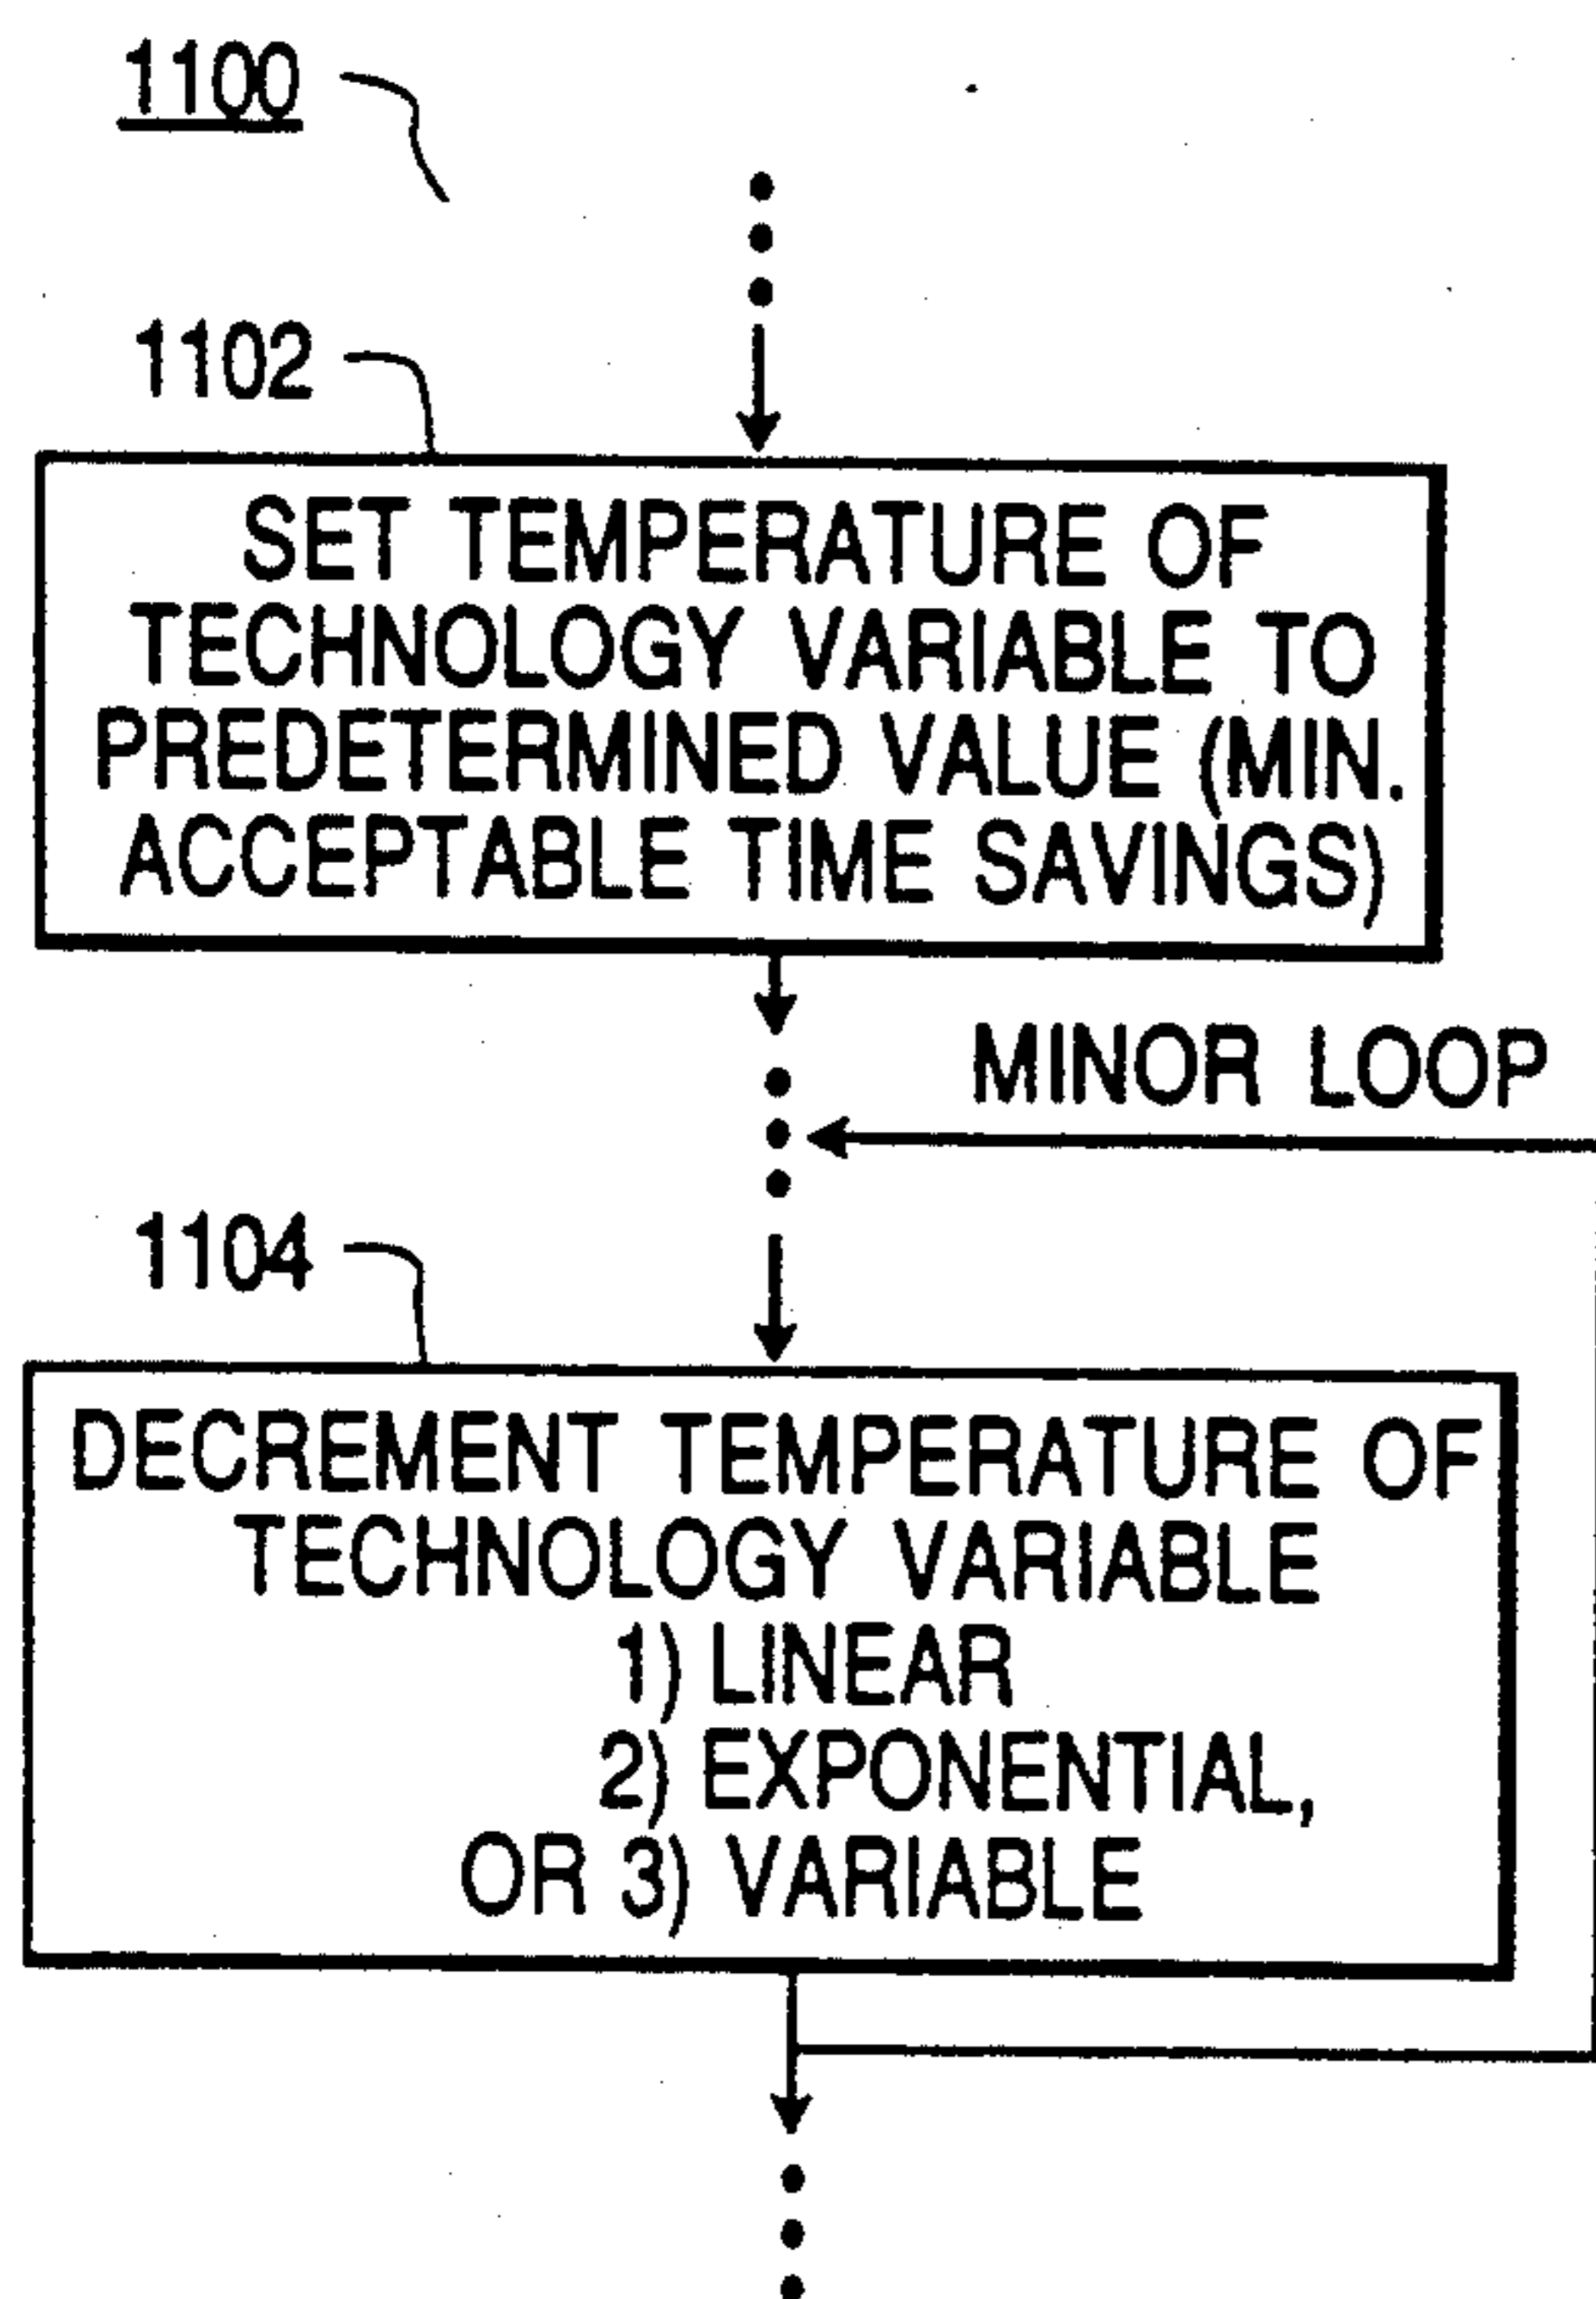 1100
1102
SET TEMPERATURE OF
TECHNOLOGY VARIABLE TO
PREDETERMINED VALUE (MIN.
ACCEPTABLE TIME SAVINGS)
MINOR LOOP
1104
DECREMENT TEMPERATURE OF
TECHNOLOGY VARIABLE
1) LINEAR
2) EXPONENTIAL,
OR 3) VARIABLE